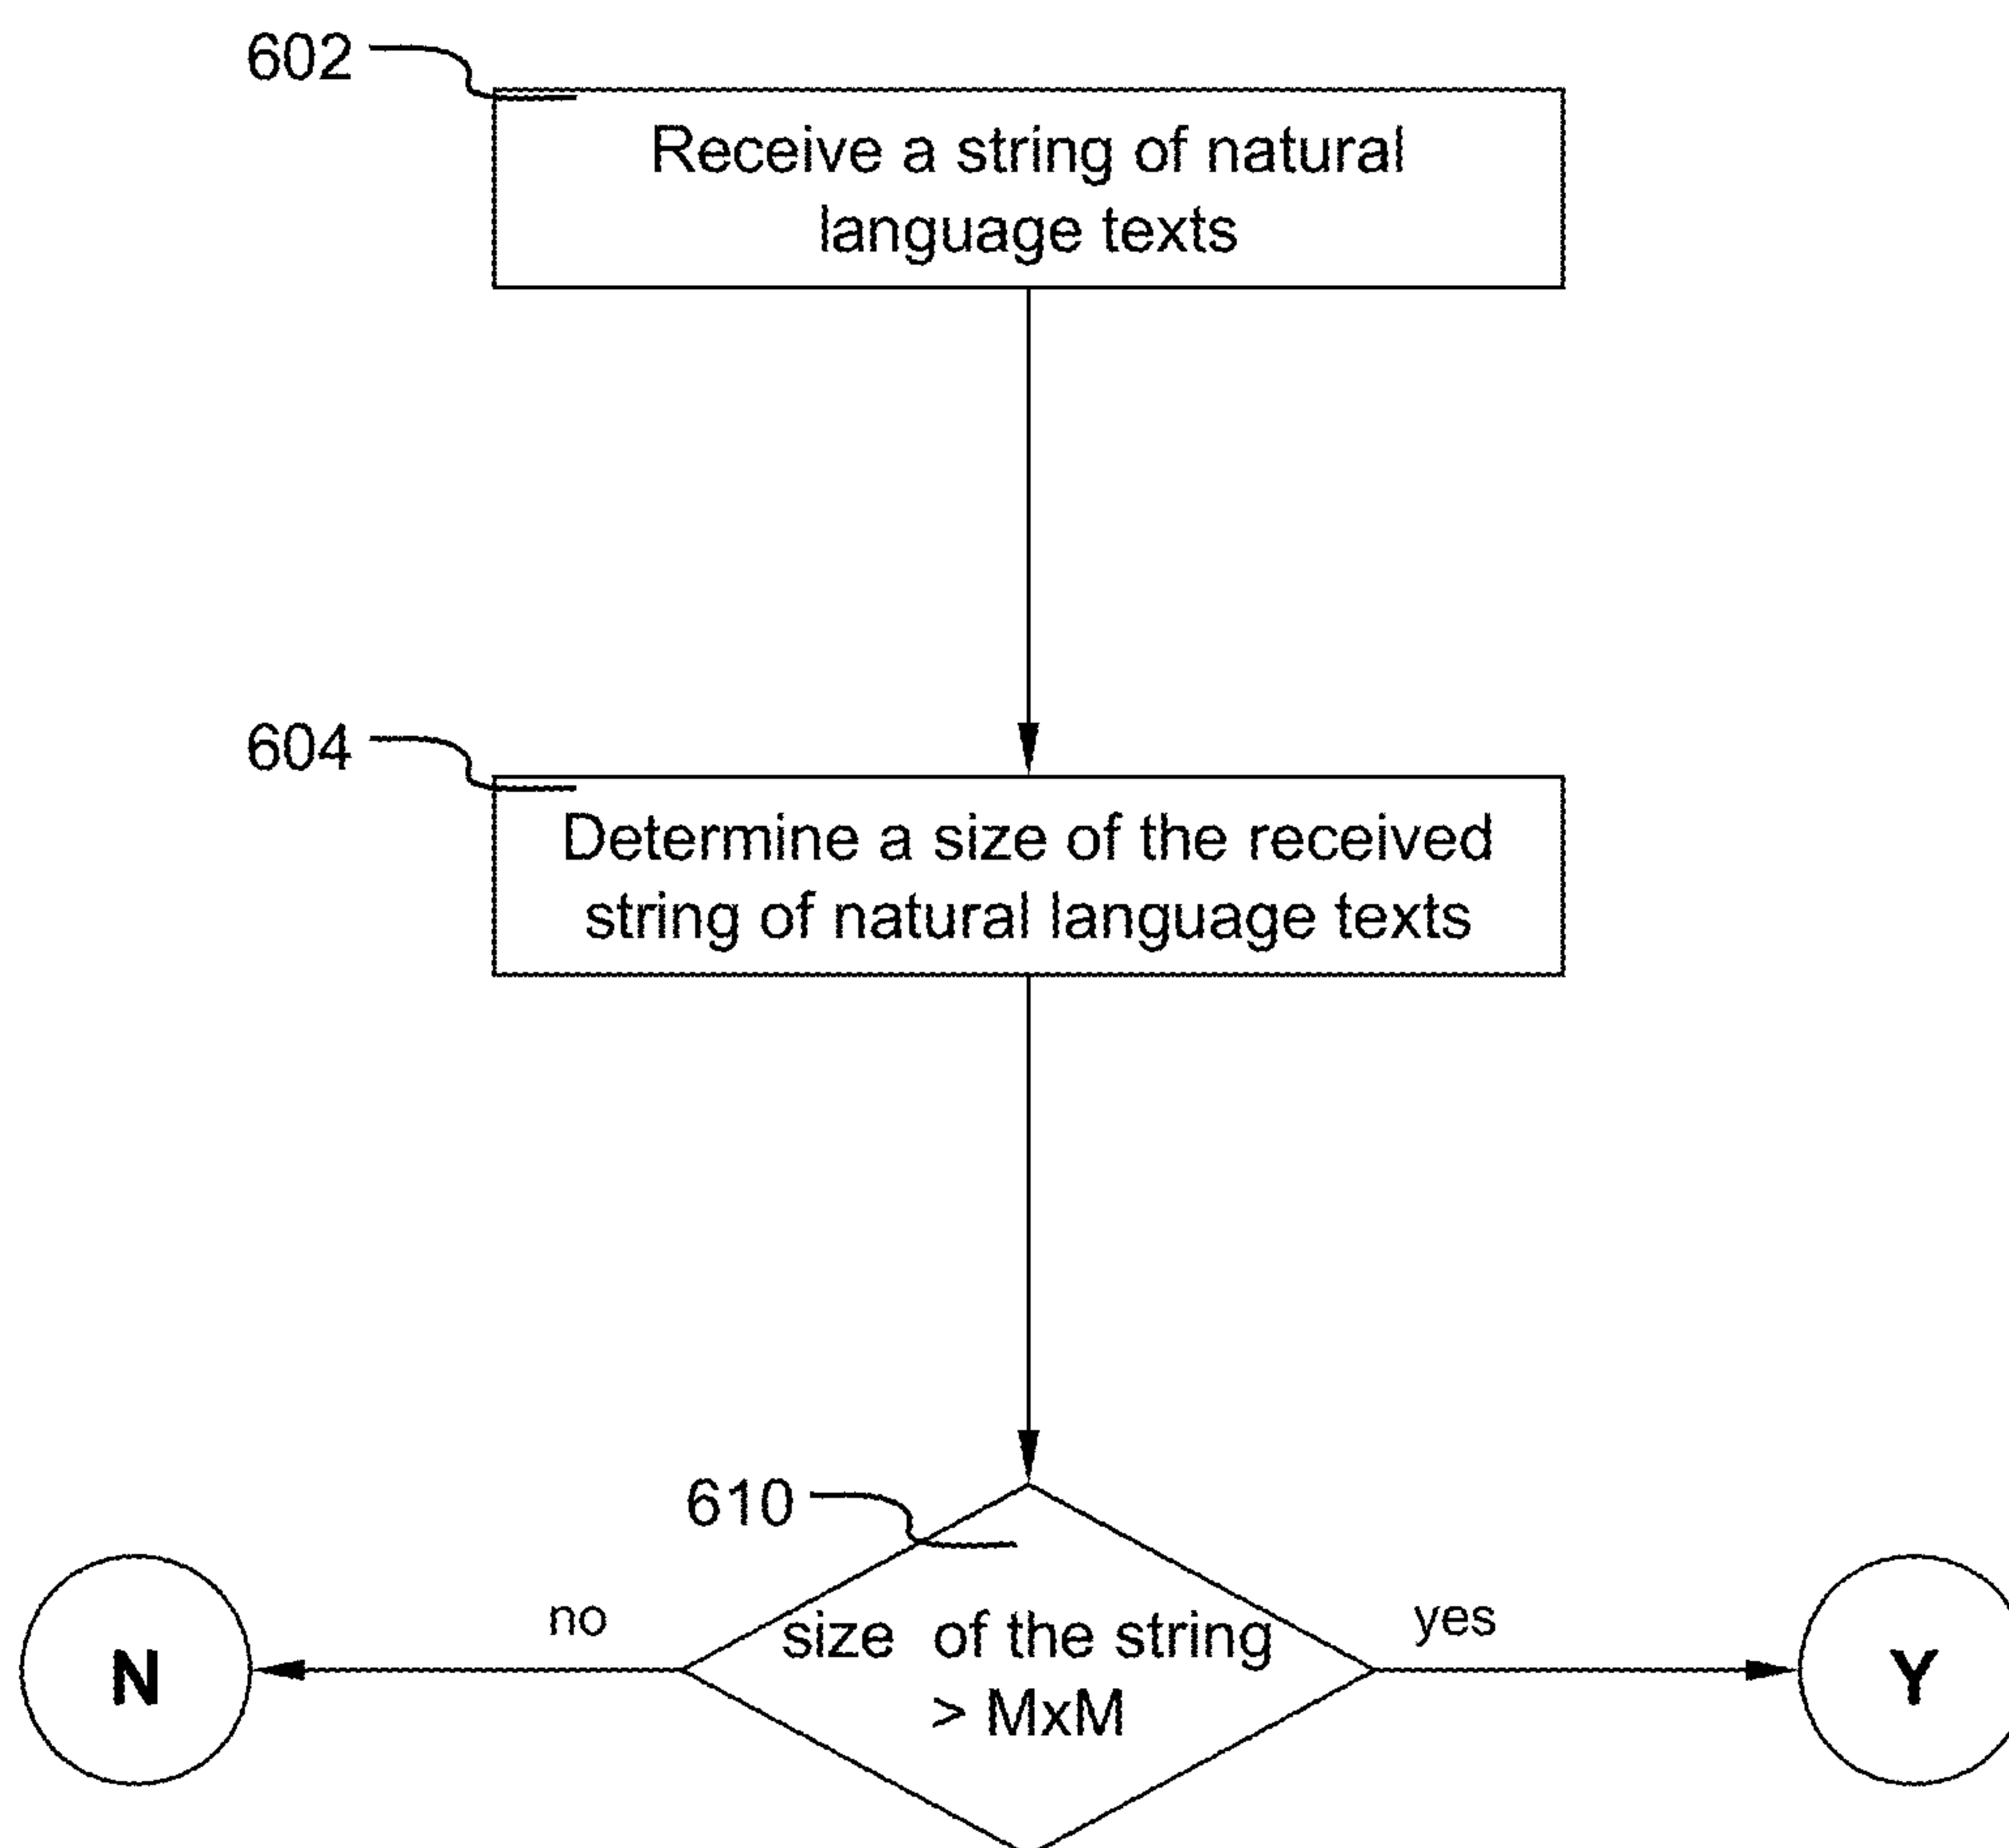 602
Receive a string of natural
language texts
604
Determine a size of the received
string of natural language texts
610
no
size of the string
> MxM
yes
N
Y